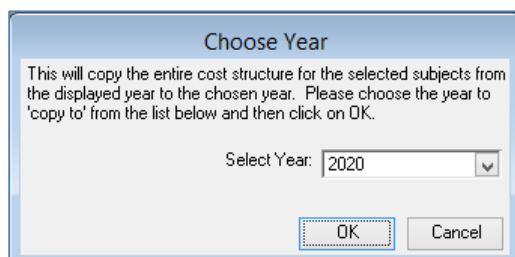 Choose Year
This will copy the entire cost structure for the selected subjects from
the displayed year to the chosen year.  Please choose the year to
'copy to' from the list below and then click on OK.
Select Year: 2020
OK Cancel